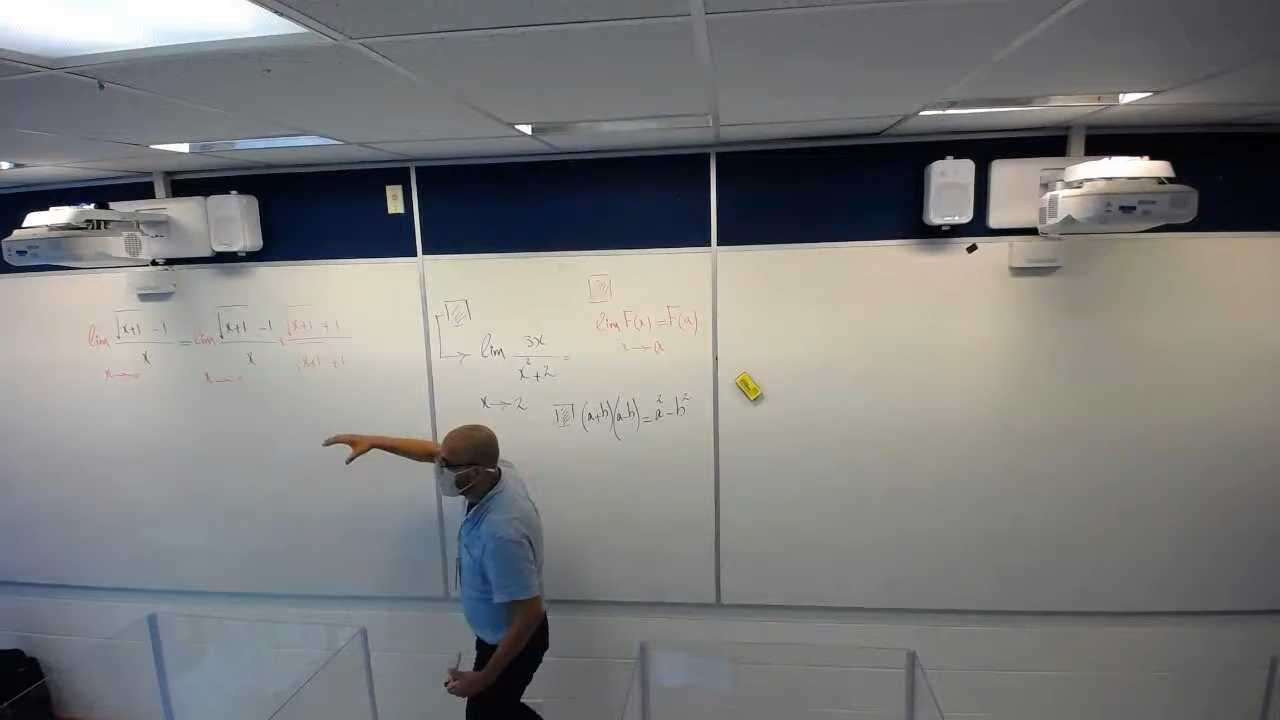 lim √x+1 - 1 / x = lim √x+1 - 1 / x × √x+1 + 1 / √x+1 + 1
x→0 x→0
lim 3x / x² + 2 =
x→2
lim F(x) = F(a)
x→a
(a+b)(a-b) = a² - b²